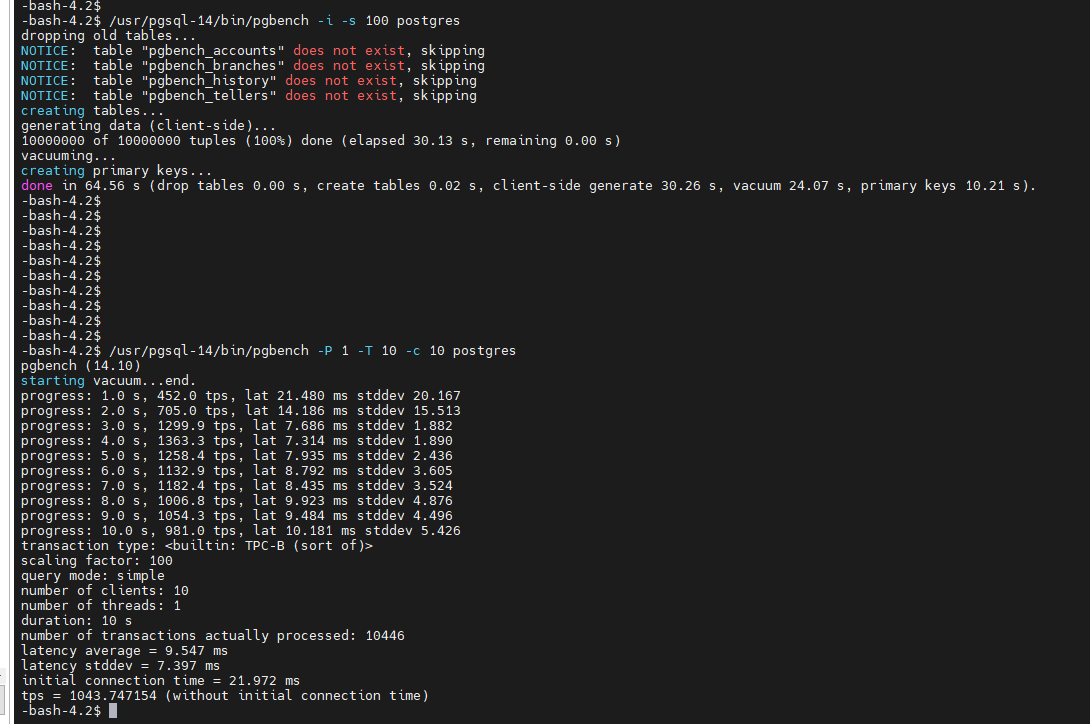 -bash-4.2$
-bash-4.2$ /usr/pgsql-14/bin/pgbench -i -s 100 postgres
dropping old tables...
NOTICE:  table "pgbench_accounts" does not exist, skipping
NOTICE:  table "pgbench_branches" does not exist, skipping
NOTICE:  table "pgbench_history" does not exist, skipping
NOTICE:  table "pgbench_tellers" does not exist, skipping
creating tables...
generating data (client-side)...
10000000 of 10000000 tuples (100%) done (elapsed 30.13 s, remaining 0.00 s)
vacuuming...
creating primary keys...
done in 64.56 s (drop tables 0.00 s, create tables 0.02 s, client-side generate 30.26 s, vacuum 24.07 s, primary keys 10.21 s).
-bash-4.2$
-bash-4.2$
-bash-4.2$
-bash-4.2$
-bash-4.2$
-bash-4.2$
-bash-4.2$
-bash-4.2$
-bash-4.2$
-bash-4.2$
-bash-4.2$ /usr/pgsql-14/bin/pgbench -P 1 -T 10 -c 10 postgres
pgbench (14.10)
starting vacuum...end.
progress: 1.0 s, 452.0 tps, lat 21.480 ms stddev 20.167
progress: 2.0 s, 705.0 tps, lat 14.186 ms stddev 15.513
progress: 3.0 s, 1299.9 tps, lat 7.686 ms stddev 1.882
progress: 4.0 s, 1363.3 tps, lat 7.314 ms stddev 1.890
progress: 5.0 s, 1258.4 tps, lat 7.935 ms stddev 2.436
progress: 6.0 s, 1132.9 tps, lat 8.792 ms stddev 3.605
progress: 7.0 s, 1182.4 tps, lat 8.435 ms stddev 3.524
progress: 8.0 s, 1006.8 tps, lat 9.923 ms stddev 4.876
progress: 9.0 s, 1054.3 tps, lat 9.484 ms stddev 4.496
progress: 10.0 s, 981.0 tps, lat 10.181 ms stddev 5.426
transaction type: <builtin: TPC-B (sort of)>
scaling factor: 100
query mode: simple
number of clients: 10
number of threads: 1
duration: 10 s
number of transactions actually processed: 10446
latency average = 9.547 ms
latency stddev = 7.397 ms
initial connection time = 21.972 ms
tps = 1043.747154 (without initial connection time)
-bash-4.2$